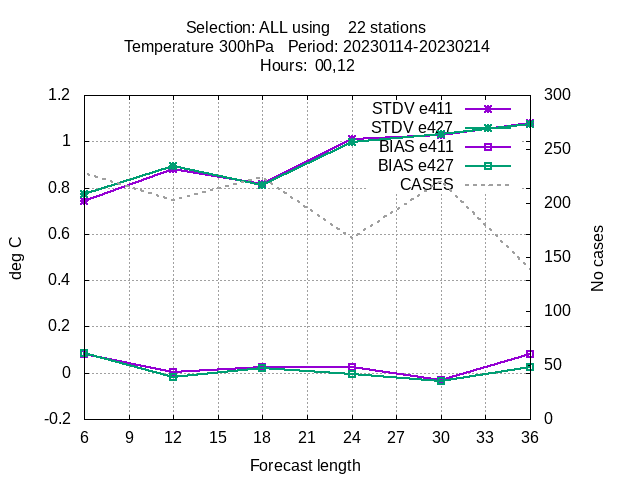 Selection: ALL using    22 stations
Temperature 300hPa   Period: 20230114-20230214
Hours:  00,12
STDV e411
STDV e427
BIAS e411
BIAS e427
CASES
deg C
1.2
1
0.8
0.6
0.4
0.2
0
-0.2
300
250
200
150
100
50
0
No cases
6 9 12 15 18 21 24 27 30 33 36
Forecast length